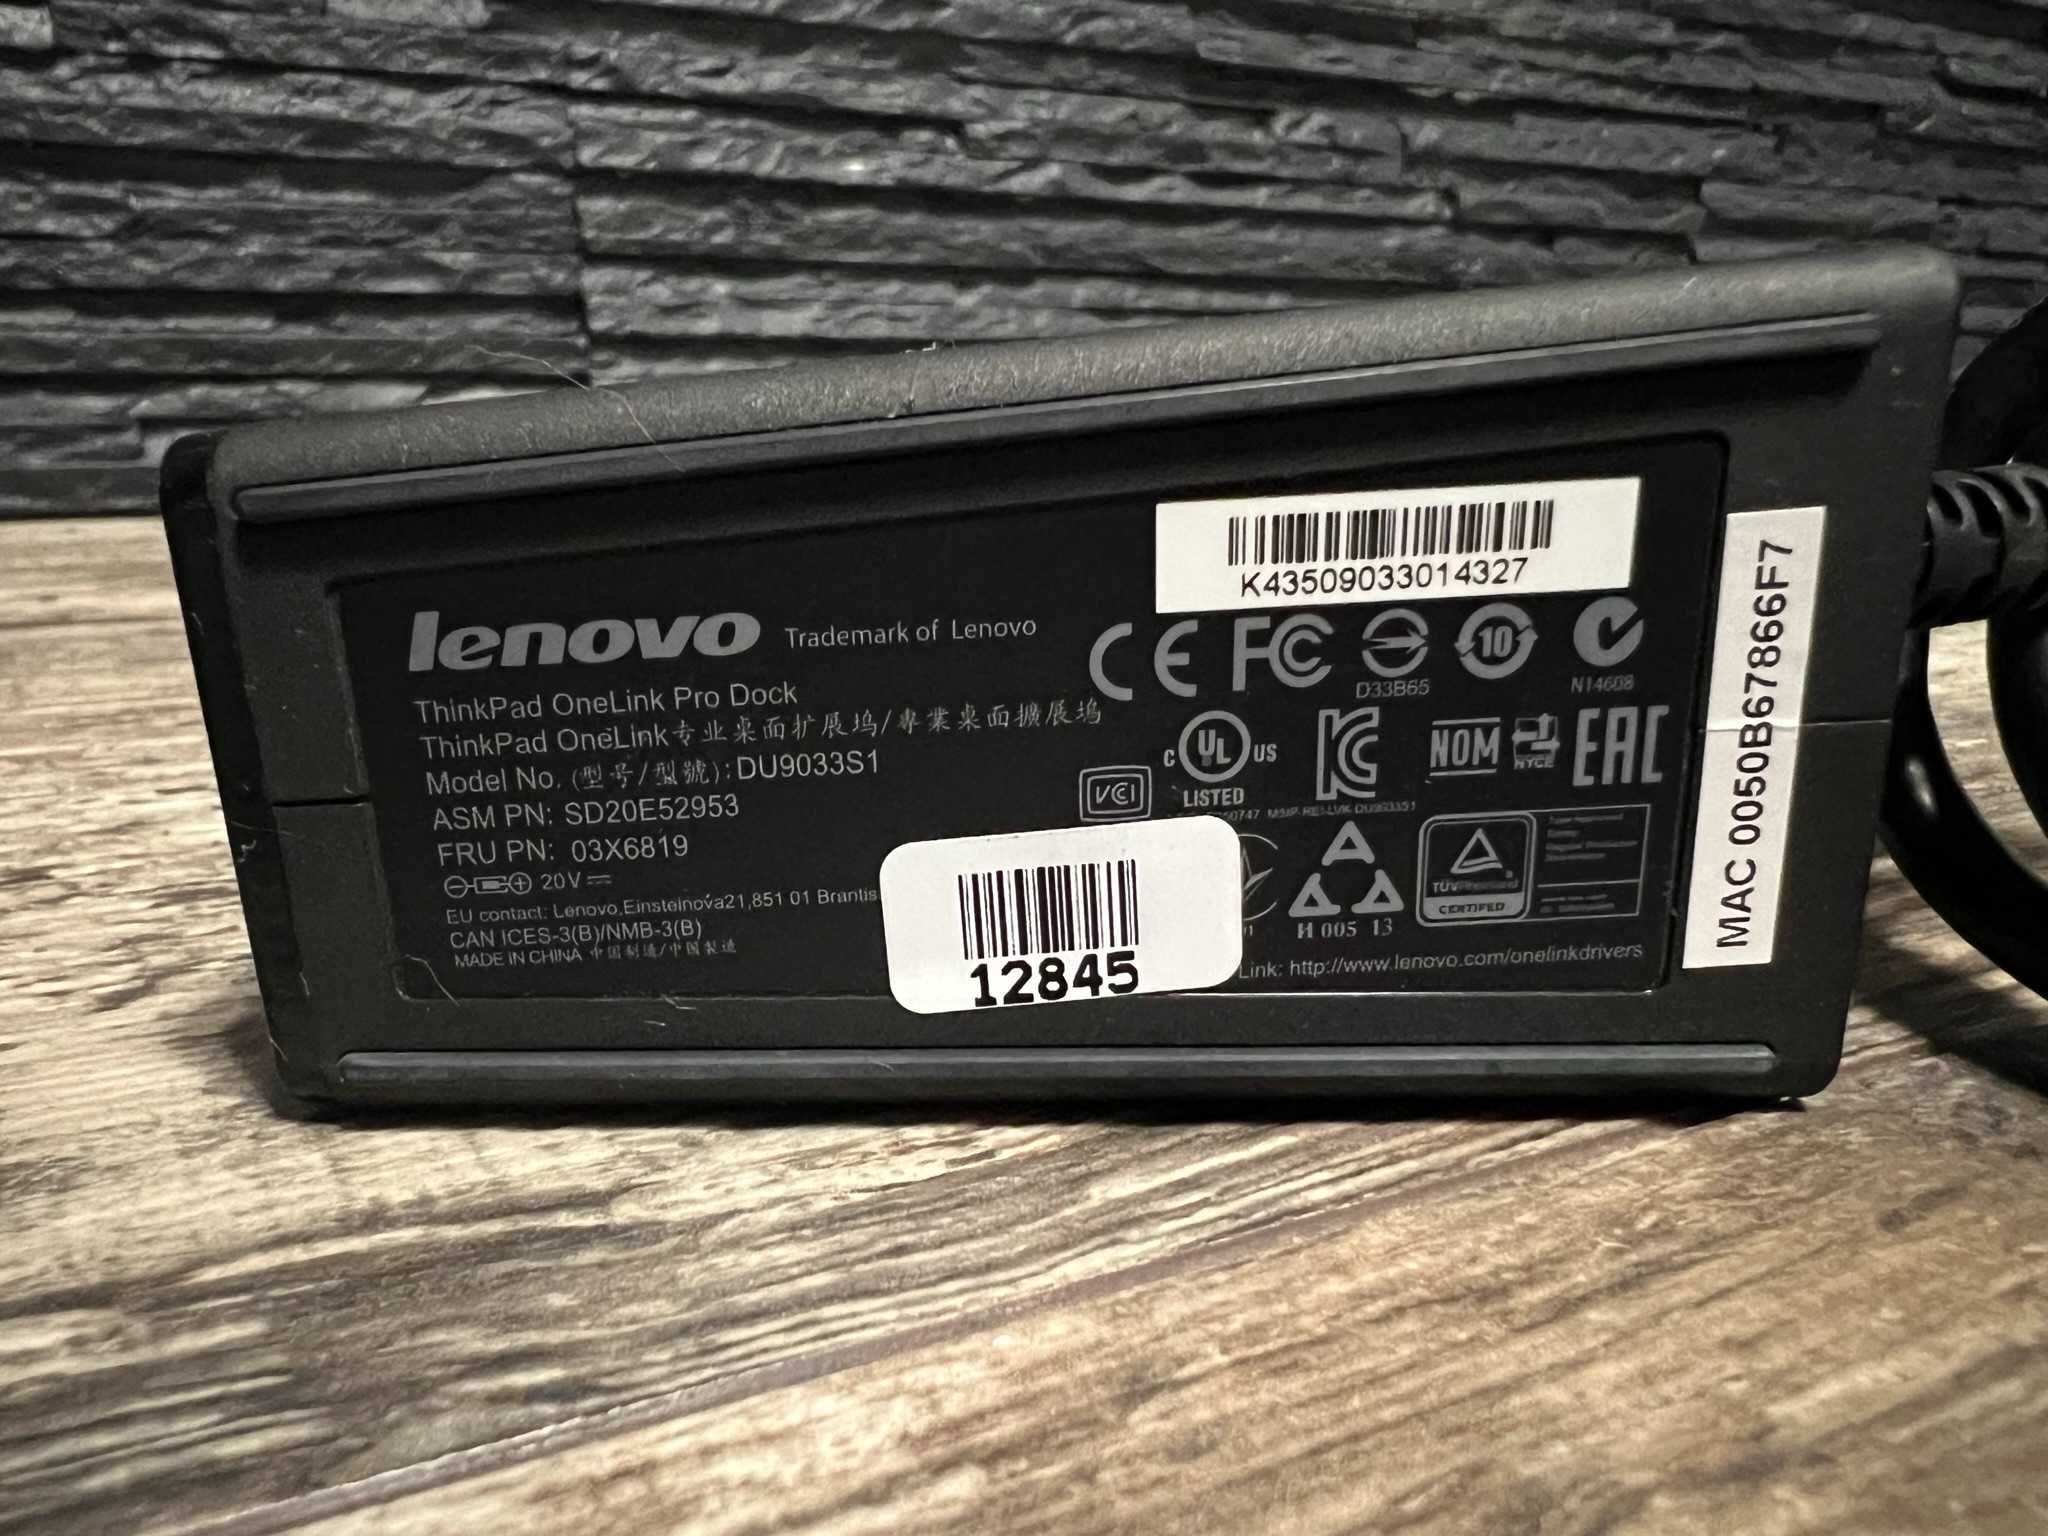 K43509033014327
lenovo Trademark of Lenovo
ThinkPad OneLink Pro Dock
ThinkPad OneLink专业桌面扩展坞/專業桌面擴展塢
Model No. (型号/型號):DU9033S1
ASM PN: SD20E52953
FRU PN: 03X6819
20V
EU contact: Lenovo,Einsteinova21,851 01
CAN ICES-3(B)/NMB-3(B)
MADE IN CHINA 中国制造/中國製造
CE FC D33B65 10 N14608
C UL US LISTED
NOM NYCE EAC
VCI
H 005 13
TÜVRheinland
CERTIFIED
Link: http://www.lenovo.com/onelinkdrivers
12845
MAC 0050B67866F7